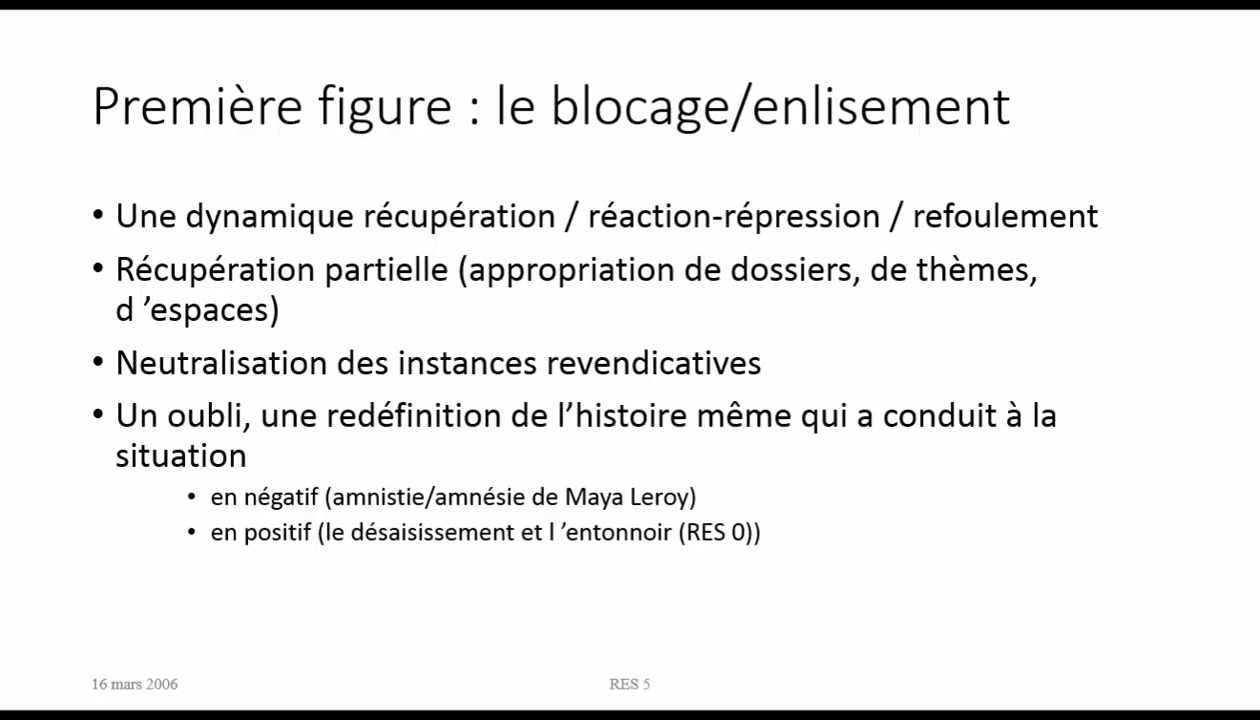 Première figure : le blocage/enlisement
• Une dynamique récupération / réaction-répression / refoulement
• Récupération partielle (appropriation de dossiers, de thèmes,
d ’espaces)
• Neutralisation des instances revendicatives
• Un oubli, une redéfinition de l’histoire même qui a conduit à la
situation
• en négatif (amnistie/amnésie de Maya Leroy)
• en positif (le désaisissement et l ’entonnoir (RES 0))
16 mars 2006
RES 5